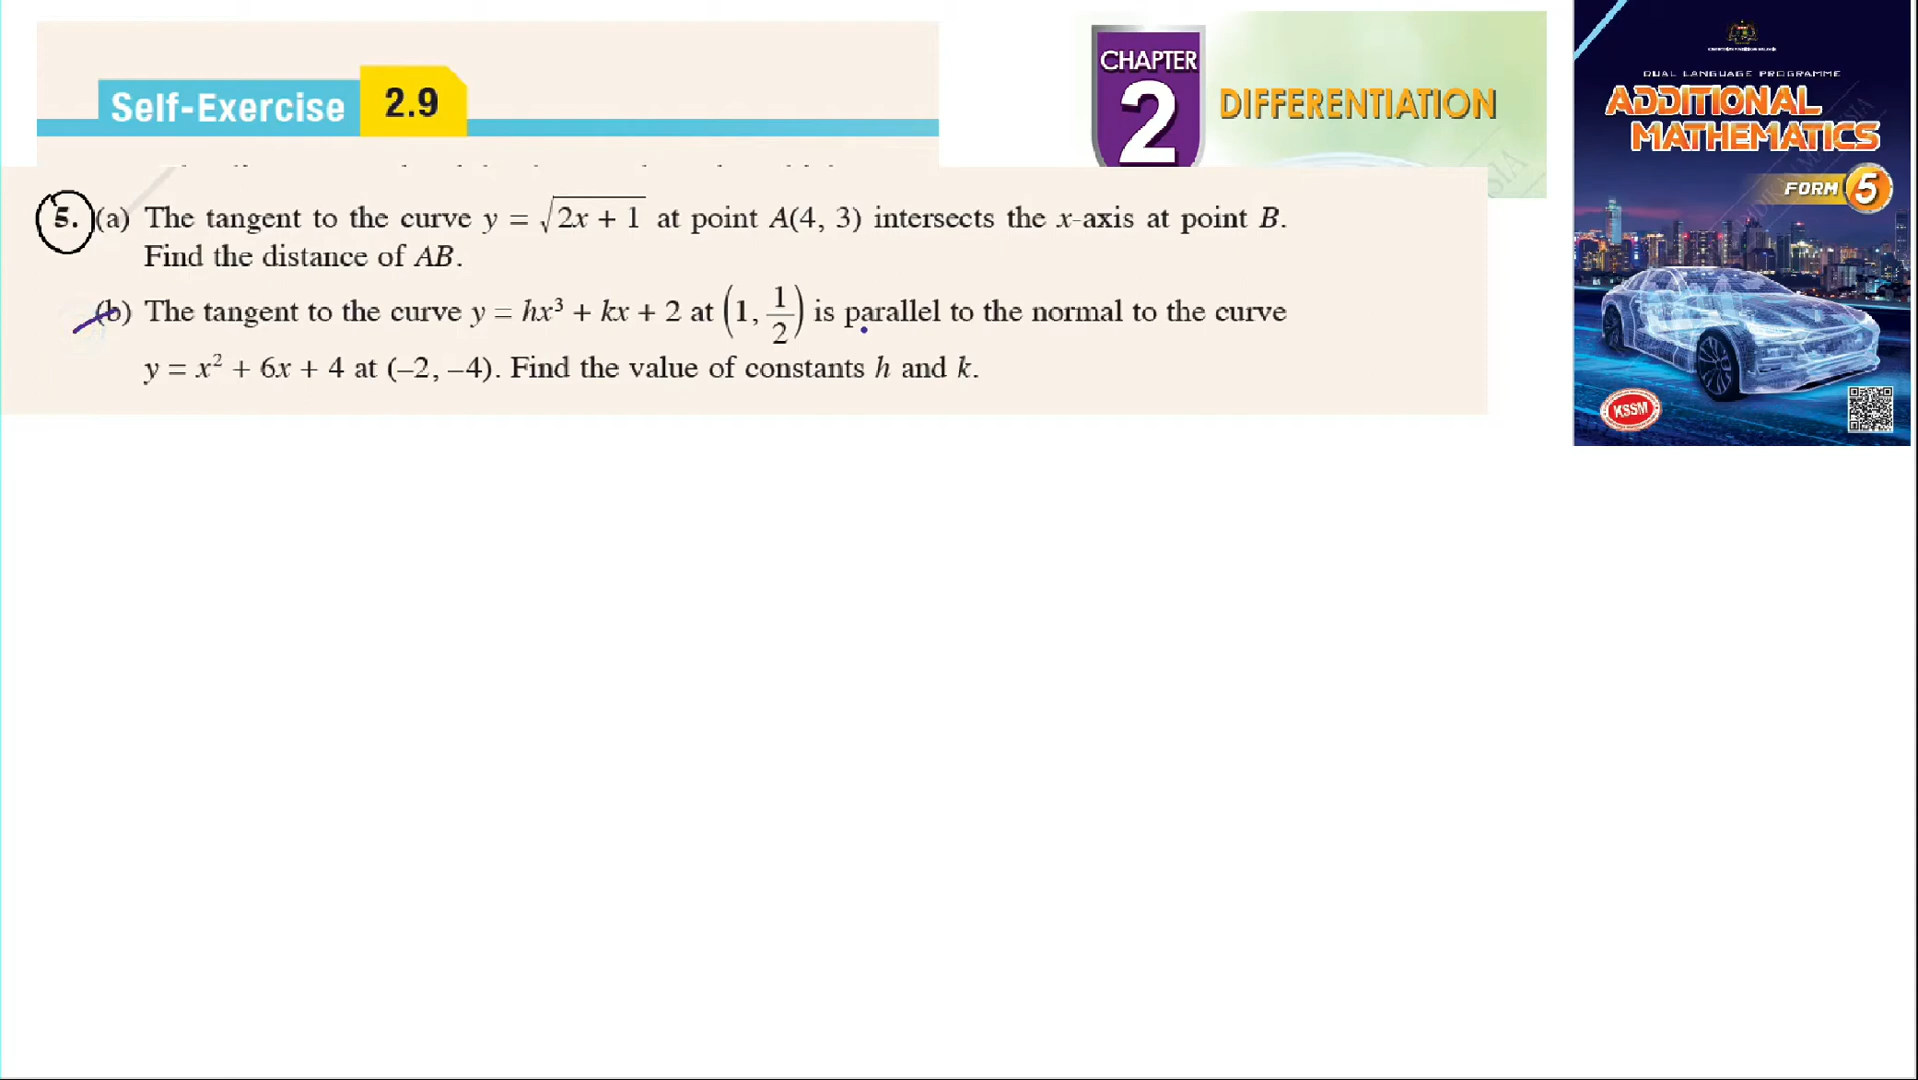 Self-Exercise 2.9
CHAPTER
2
DIFFERENTIATION
DUAL LANGUAGE PROGRAMME
ADDITIONAL
MATHEMATICS
FORM 5
KSSM
5. (a) The tangent to the curve y = √(2x + 1) at point A(4, 3) intersects the x-axis at point B.
Find the distance of AB.
(b) The tangent to the curve y = hx³ + kx + 2 at (1, 1/2) is parallel to the normal to the curve
y = x² + 6x + 4 at (–2, –4). Find the value of constants h and k.